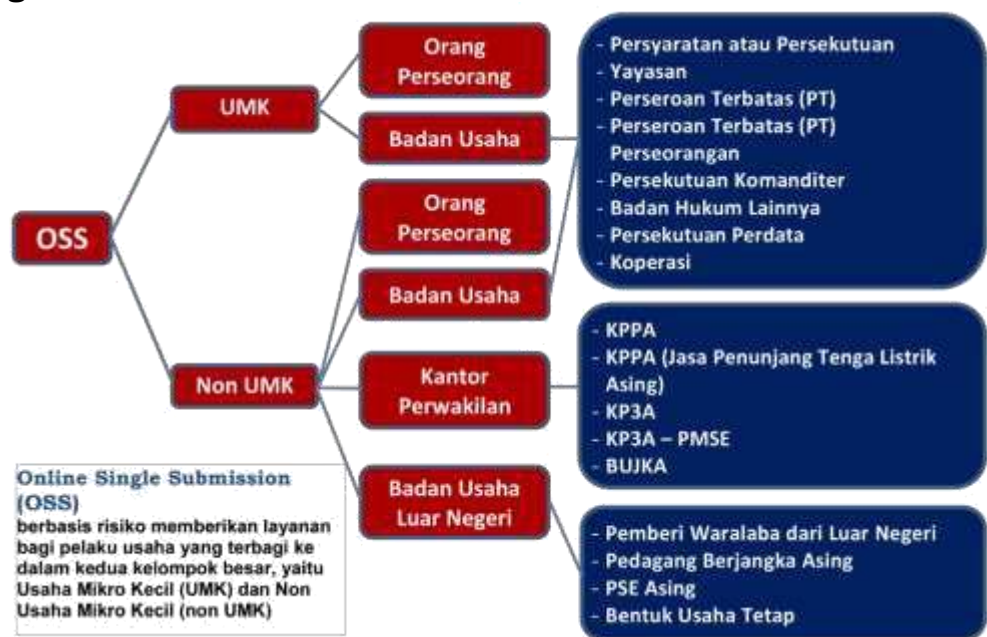 OSS
UMK
Non UMK
Orang
Perseorang
Badan Usaha
Orang
Perseorang
Badan Usaha
Kantor
Perwakilan
Badan Usaha
Luar Negeri
- Persyaratan atau Persekutuan
- Yayasan
- Perseroan Terbatas (PT)
- Perseroan Terbatas (PT)
Perseorangan
- Persekutuan Komanditer
- Badan Hukum Lainnya
- Persekutuan Perdata
- Koperasi
- KPPA
- KPPA (Jasa Penunjang Tenga Listrik
Asing)
- KP3A
- KP3A – PMSE
- BUJKA
- Pemberi Waralaba dari Luar Negeri
- Pedagang Berjangka Asing
- PSE Asing
- Bentuk Usaha Tetap
Online Single Submission
(OSS)
berbasis risiko memberikan layanan
bagi pelaku usaha yang terbagi ke
dalam kedua kelompok besar, yaitu
Usaha Mikro Kecil (UMK) dan Non
Usaha Mikro Kecil (non UMK)